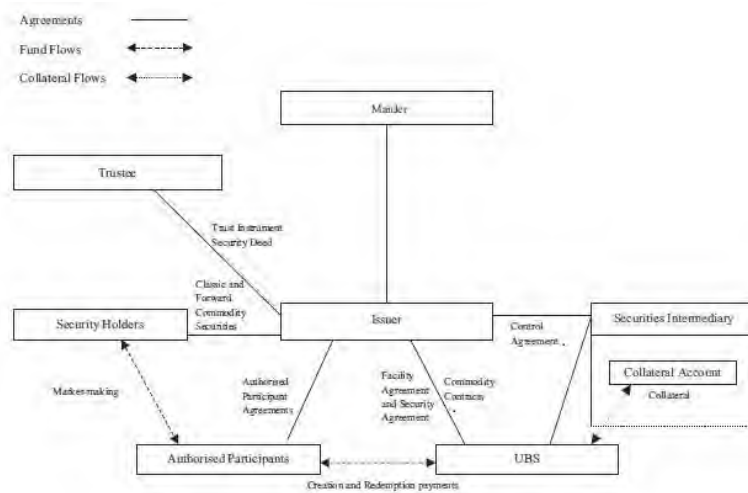 Agreements
Fund Flows
Collateral Flows
Trustee
Trust Instrument
Security Deed
Classic and
Forward
Commodity
Securities
Security Holders
Issuer
Control
Agreement
Securities Intermediary
Collateral Account
Collateral
Market-making
Authorised
Participant
Agreements
Facility
Agreement
and Security
Agreement
Commodity
Contracts
Authorised Participants
UBS
Creation and Redemption payments